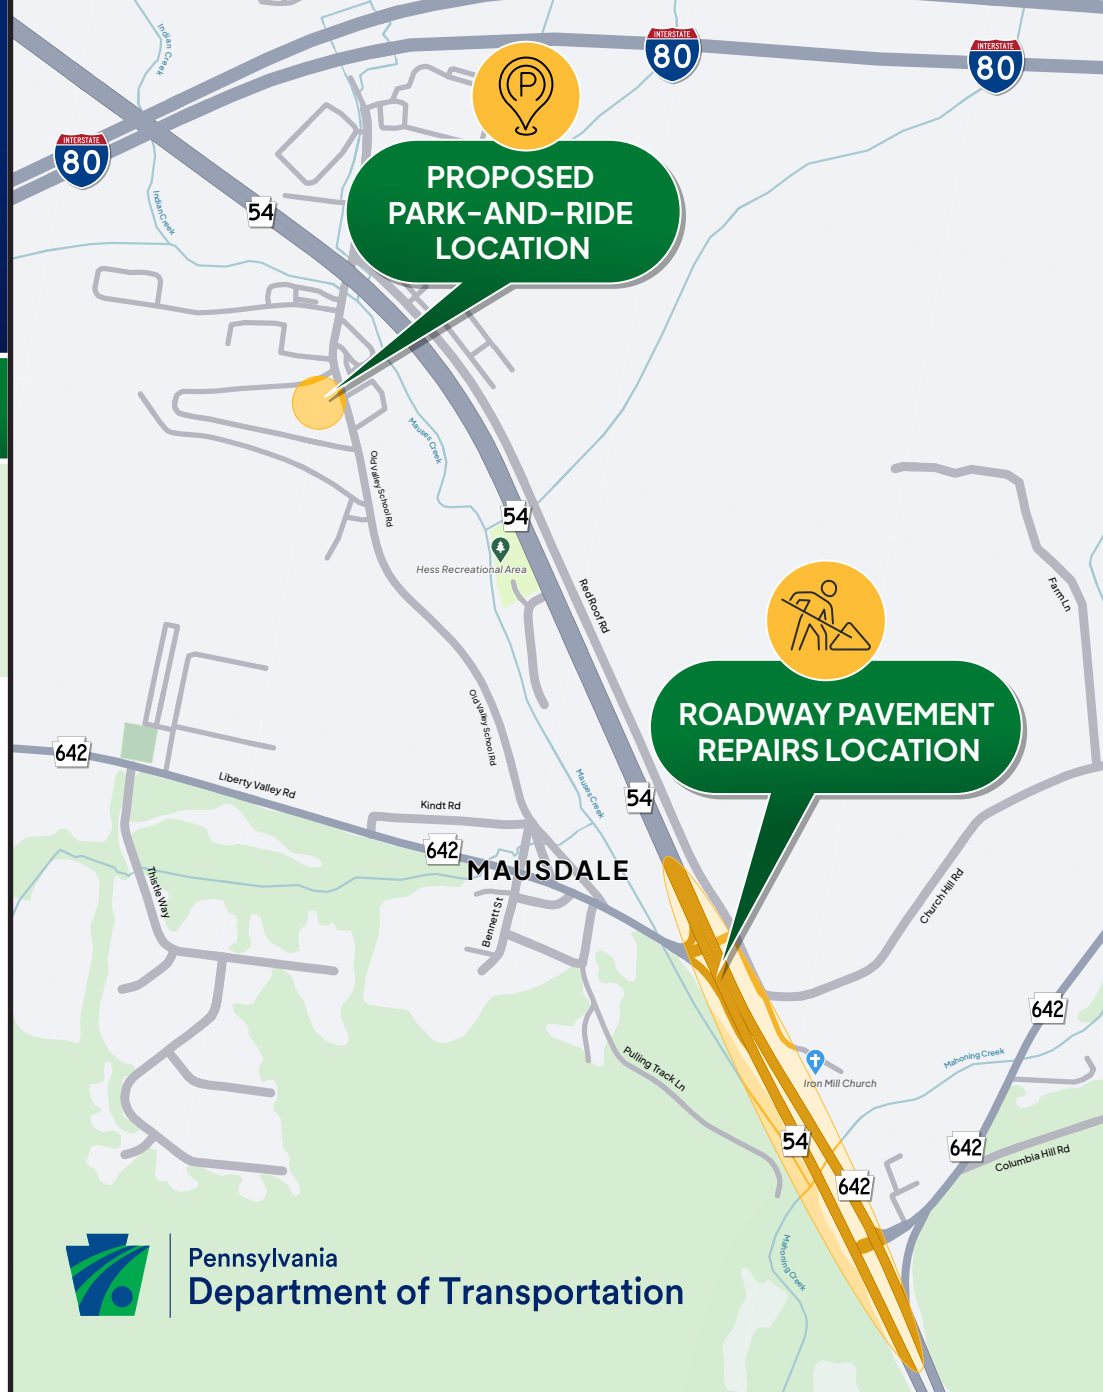 Indian Creek
INTERSTATE
80
INTERSTATE
80
P
INTERSTATE
80
PROPOSED
PARK-AND-RIDE
LOCATION
Indian Creek
54
Mauses Creek
Old Valley School Rd
54
Hess Recreational Area
Red Roof Rd
Farm Ln
Old Valley School Rd
ROADWAY PAVEMENT
REPAIRS LOCATION
642
Liberty Valley Rd
Kindt Rd
Mauses Creek
54
642
MAUSDALE
Thistle Way
Bennett St
Church Hill Rd
642
Pulling Track Ln
Mahoning Creek
Iron Mill Church
54
642
Columbia Hill Rd
642
Mahoning Creek
Pennsylvania
Department of Transportation